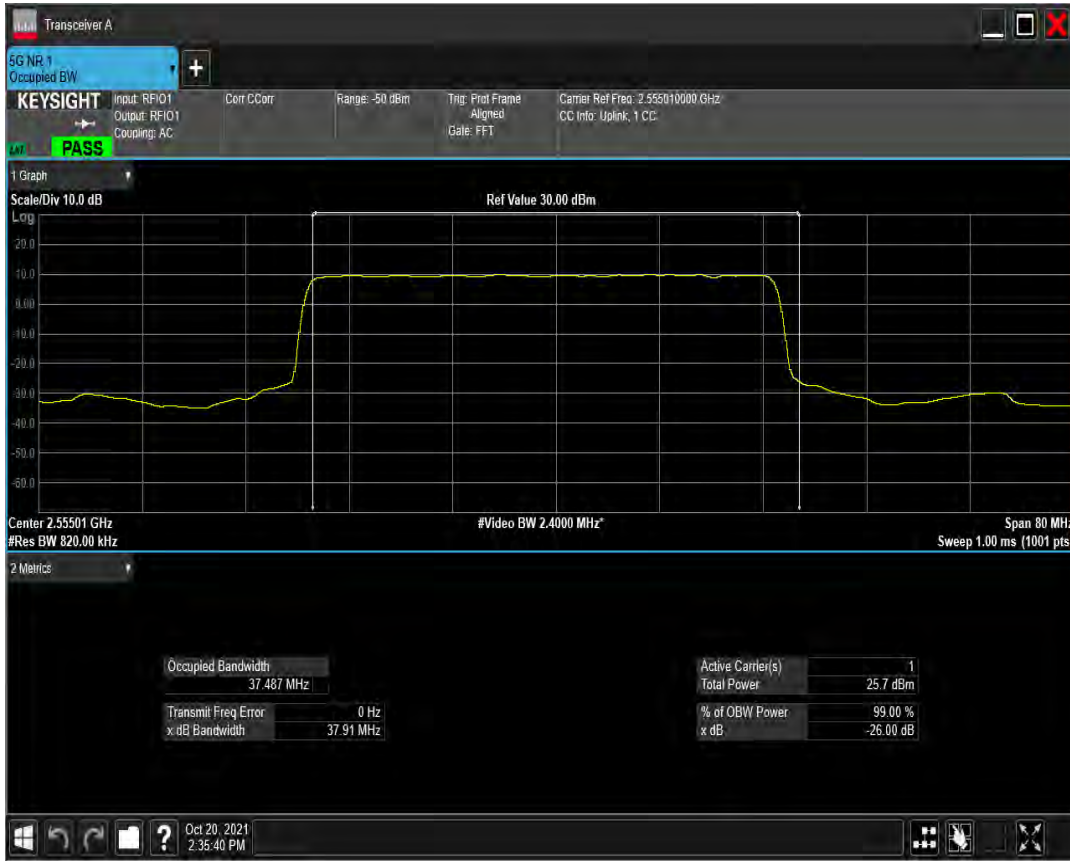 Transceiver A
5G NR 1
Occupied BW
+
KEYSIGHT
Input: RFIO1
Output: RFIO1
Coupling: AC
Corr CCorr
Range: -50 dBm
Trig: Prot Frame
Aligned
Gate: FFT
Carrier Ref Freq: 2.555010000 GHz
CC Info: Uplink, 1 CC
PASS
1 Graph
Scale/Div 10.0 dB
Ref Value 30.00 dBm
Log
20.0
10.0
0.00
-10.0
-20.0
-30.0
-40.0
-50.0
-60.0
Center 2.55501 GHz
#Video BW 2.4000 MHz*
Span 80 MHz
#Res BW 820.00 kHz
Sweep 1.00 ms (1001 pts
2 Metrics
Occupied Bandwidth
37.487 MHz
Transmit Freq Error 0 Hz
x dB Bandwidth 37.91 MHz
Active Carrier(s) 1
Total Power 25.7 dBm
% of OBW Power 99.00 %
x dB -26.00 dB
?
Oct 20, 2021
2:35:40 PM